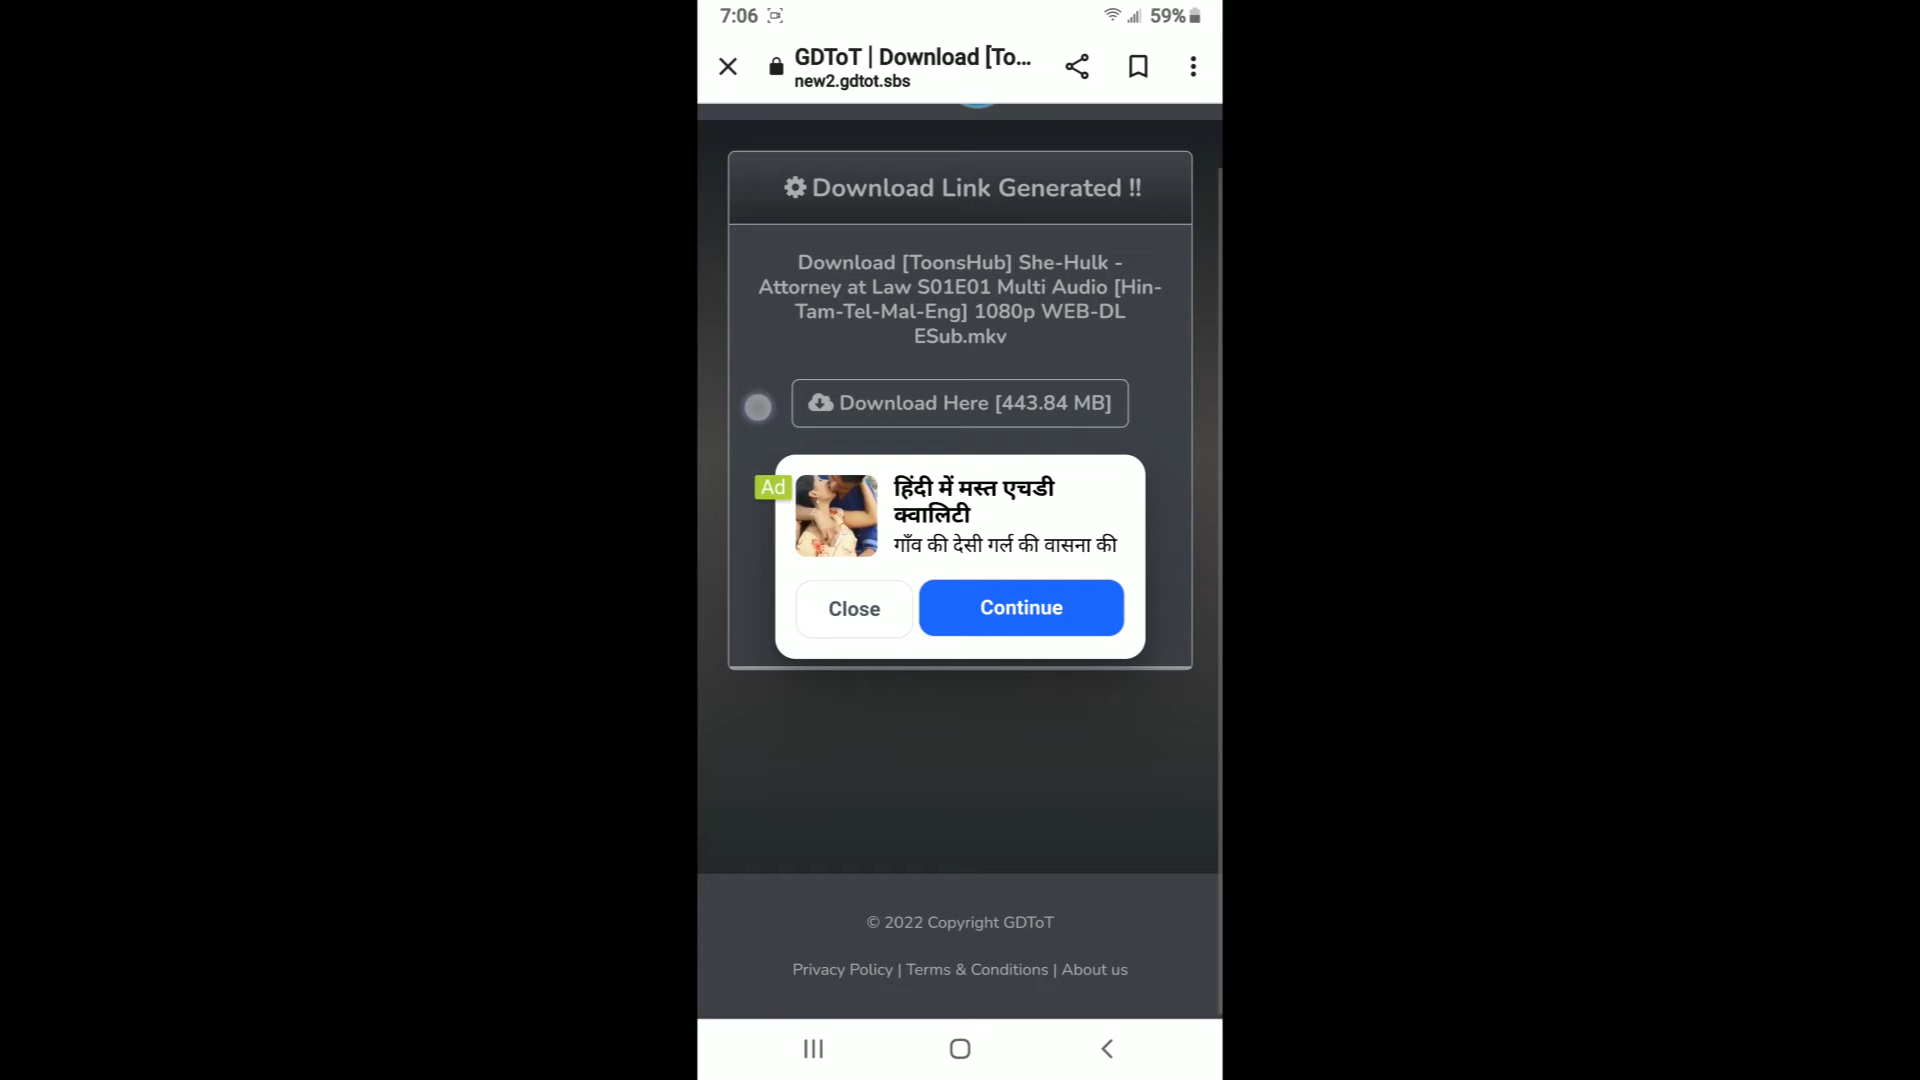 7:06
59%
GDToT | Download [To...
new2.gdtot.sbs
Download Link Generated !!
Download [ToonsHub] She-Hulk -
Attorney at Law S01E01 Multi Audio [Hin-
Tam-Tel-Mal-Eng] 1080p WEB-DL
ESub.mkv
Download Here [443.84 MB]
Ad
हिंदी में मस्त एचडी
क्वालिटी
गाँव की देसी गर्ल की वासना की
Close
Continue
© 2022 Copyright GDToT
Privacy Policy | Terms & Conditions | About us